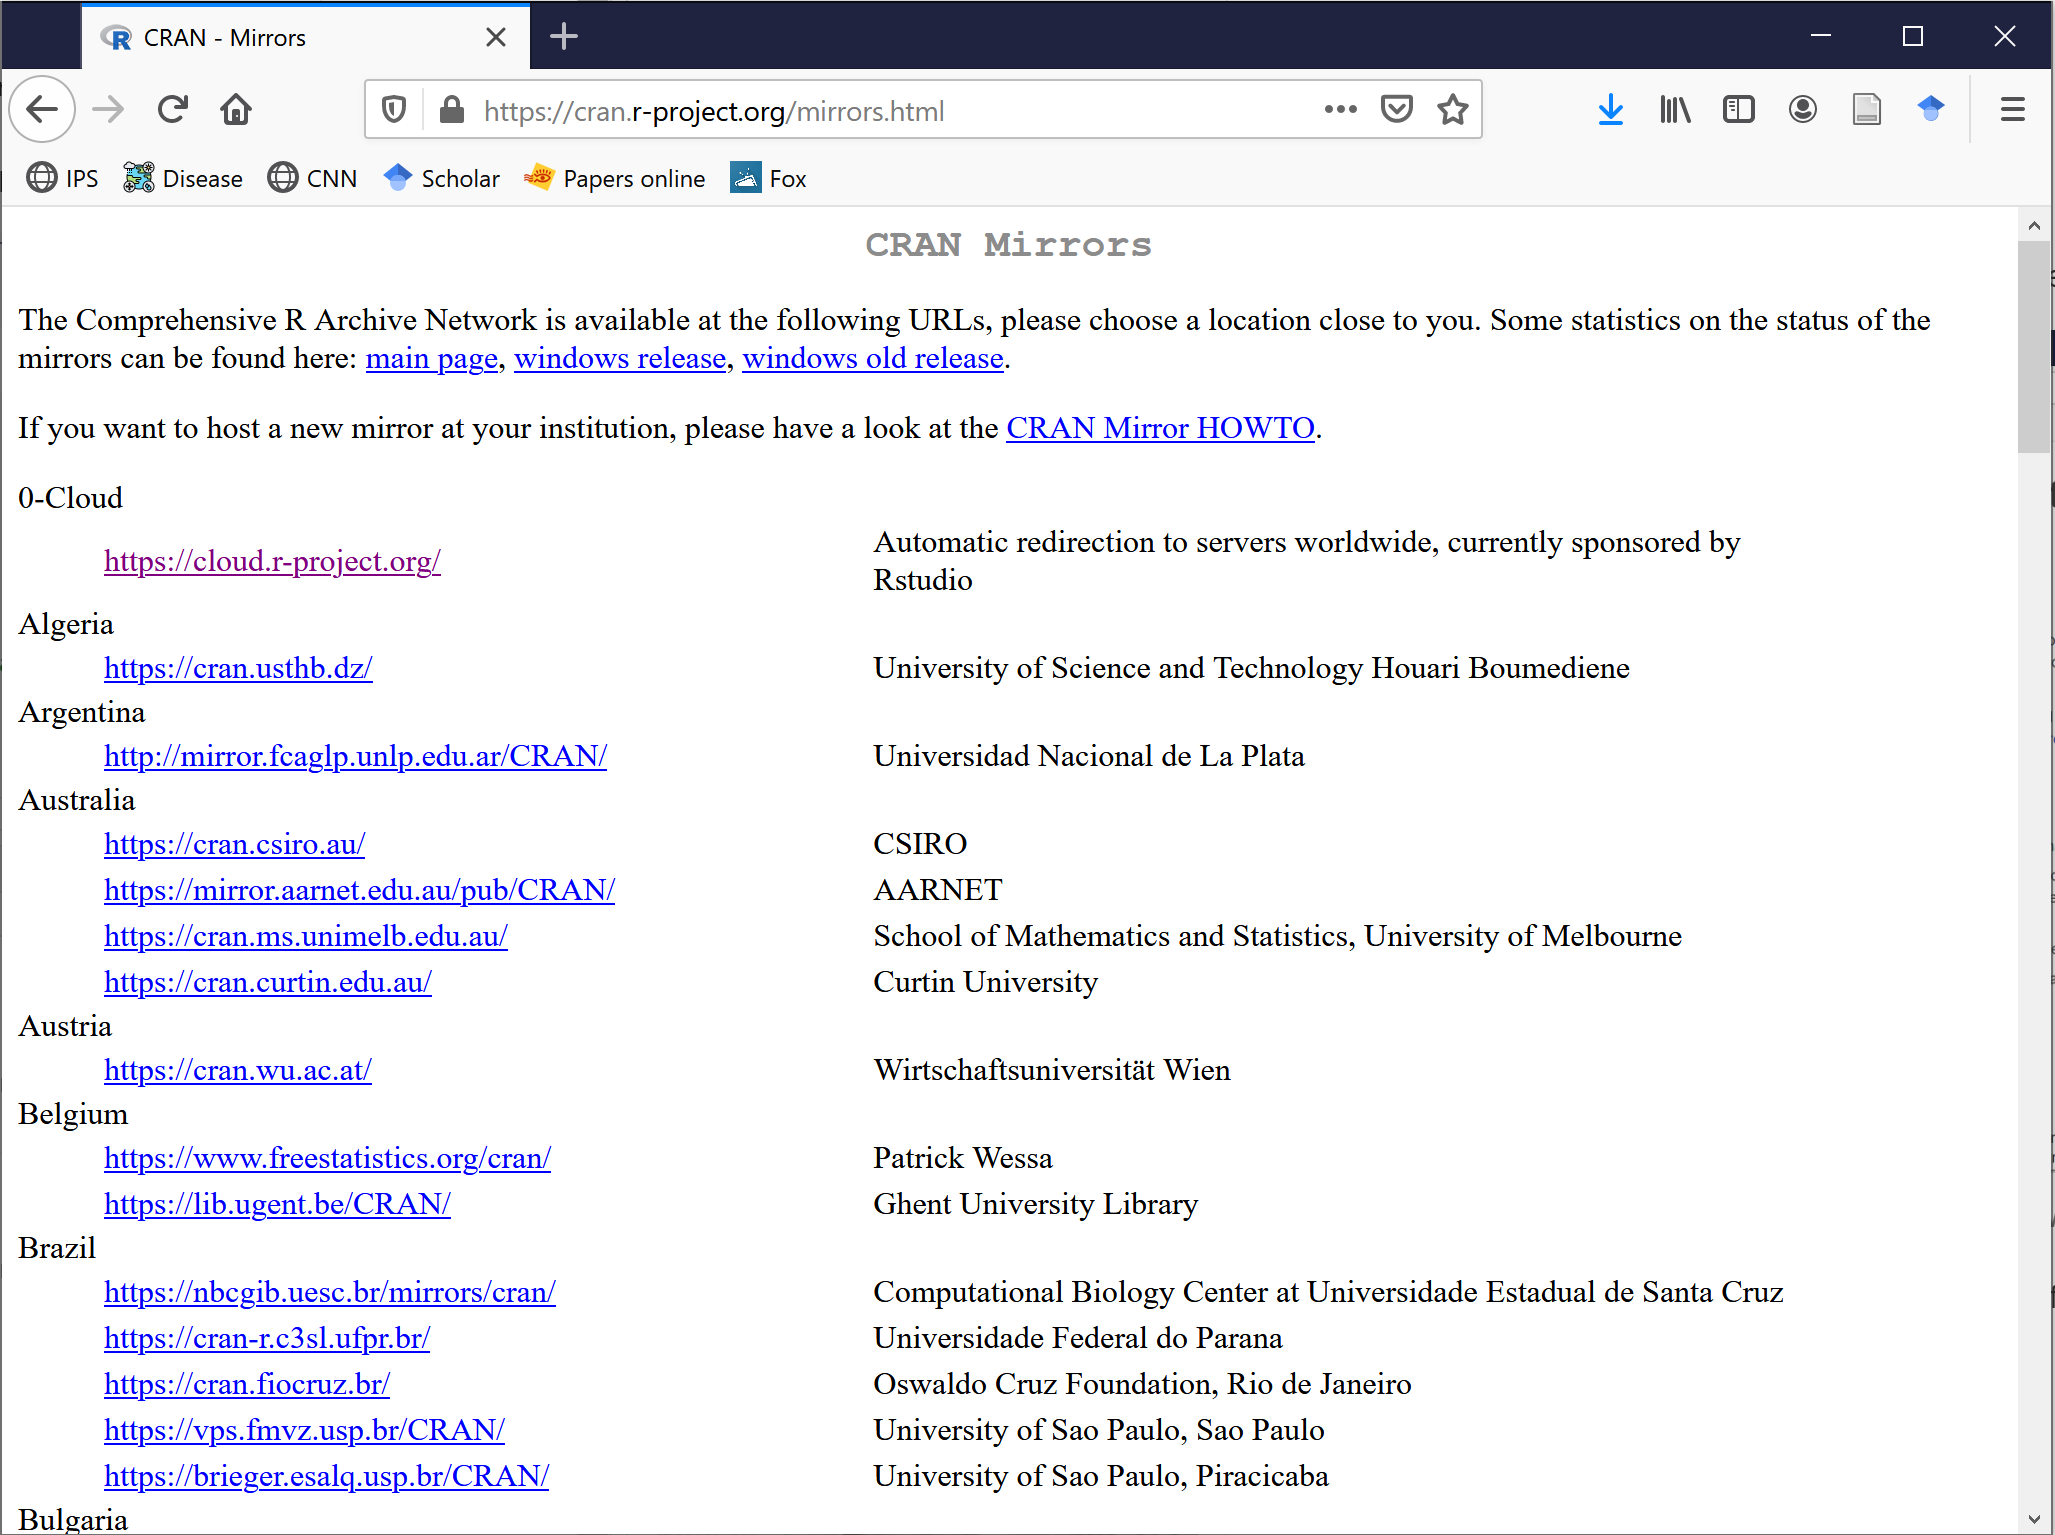 CRAN - Mirrors
https://cran.r-project.org/mirrors.html
IPS Disease CNN Scholar Papers online Fox
CRAN Mirrors
The Comprehensive R Archive Network is available at the following URLs, please choose a location close to you. Some statistics on the status of the
mirrors can be found here: main page, windows release, windows old release.
If you want to host a new mirror at your institution, please have a look at the CRAN Mirror HOWTO.
0-Cloud
https://cloud.r-project.org/ Automatic redirection to servers worldwide, currently sponsored by
Rstudio
Algeria
https://cran.usthb.dz/ University of Science and Technology Houari Boumediene
Argentina
http://mirror.fcaglp.unlp.edu.ar/CRAN/ Universidad Nacional de La Plata
Australia
https://cran.csiro.au/ CSIRO
https://mirror.aarnet.edu.au/pub/CRAN/ AARNET
https://cran.ms.unimelb.edu.au/ School of Mathematics and Statistics, University of Melbourne
https://cran.curtin.edu.au/ Curtin University
Austria
https://cran.wu.ac.at/ Wirtschaftsuniversität Wien
Belgium
https://www.freestatistics.org/cran/ Patrick Wessa
https://lib.ugent.be/CRAN/ Ghent University Library
Brazil
https://nbcgib.uesc.br/mirrors/cran/ Computational Biology Center at Universidade Estadual de Santa Cruz
https://cran-r.c3sl.ufpr.br/ Universidade Federal do Parana
https://cran.fiocruz.br/ Oswaldo Cruz Foundation, Rio de Janeiro
https://vps.fmvz.usp.br/CRAN/ University of Sao Paulo, Sao Paulo
https://brieger.esalq.usp.br/CRAN/ University of Sao Paulo, Piracicaba
Bulgaria